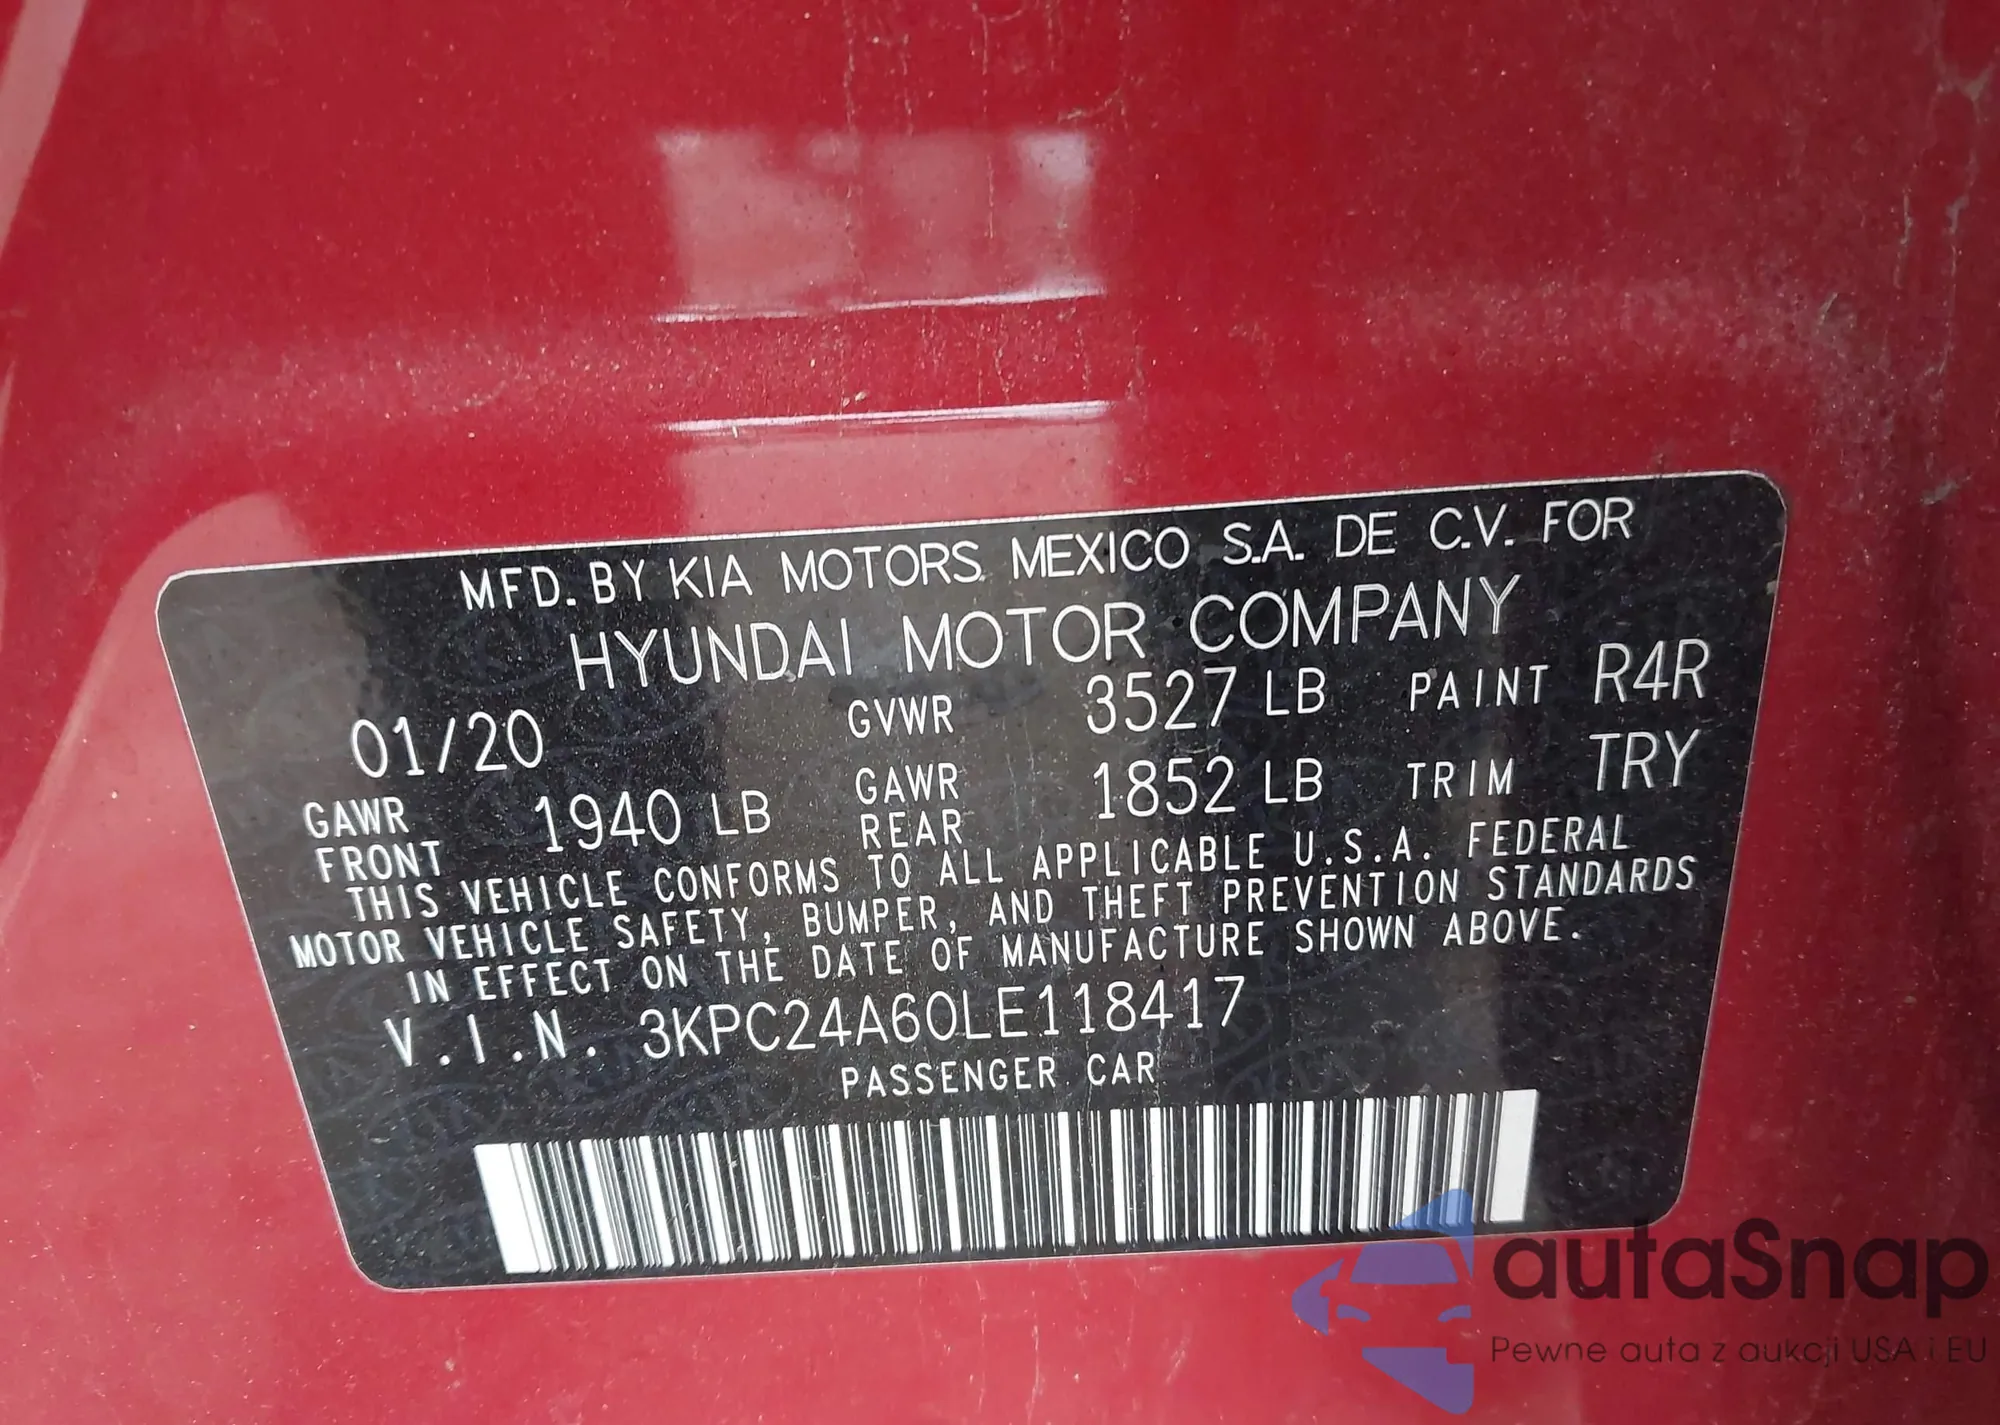 MFD. BY KIA MOTORS MEXICO S.A. DE C.V. FOR
HYUNDAI MOTOR COMPANY
01/20 GVWR 3527 LB PAINT R4R
GAWR FRONT 1940 LB GAWR REAR 1852 LB TRIM TRY
THIS VEHICLE CONFORMS TO ALL APPLICABLE U.S.A. FEDERAL
MOTOR VEHICLE SAFETY, BUMPER, AND THEFT PREVENTION STANDARDS
IN EFFECT ON THE DATE OF MANUFACTURE SHOWN ABOVE.
V.I.N. 3KPC24A60LE118417
PASSENGER CAR
autaSnap
Pewne auta z aukcji USA i EU